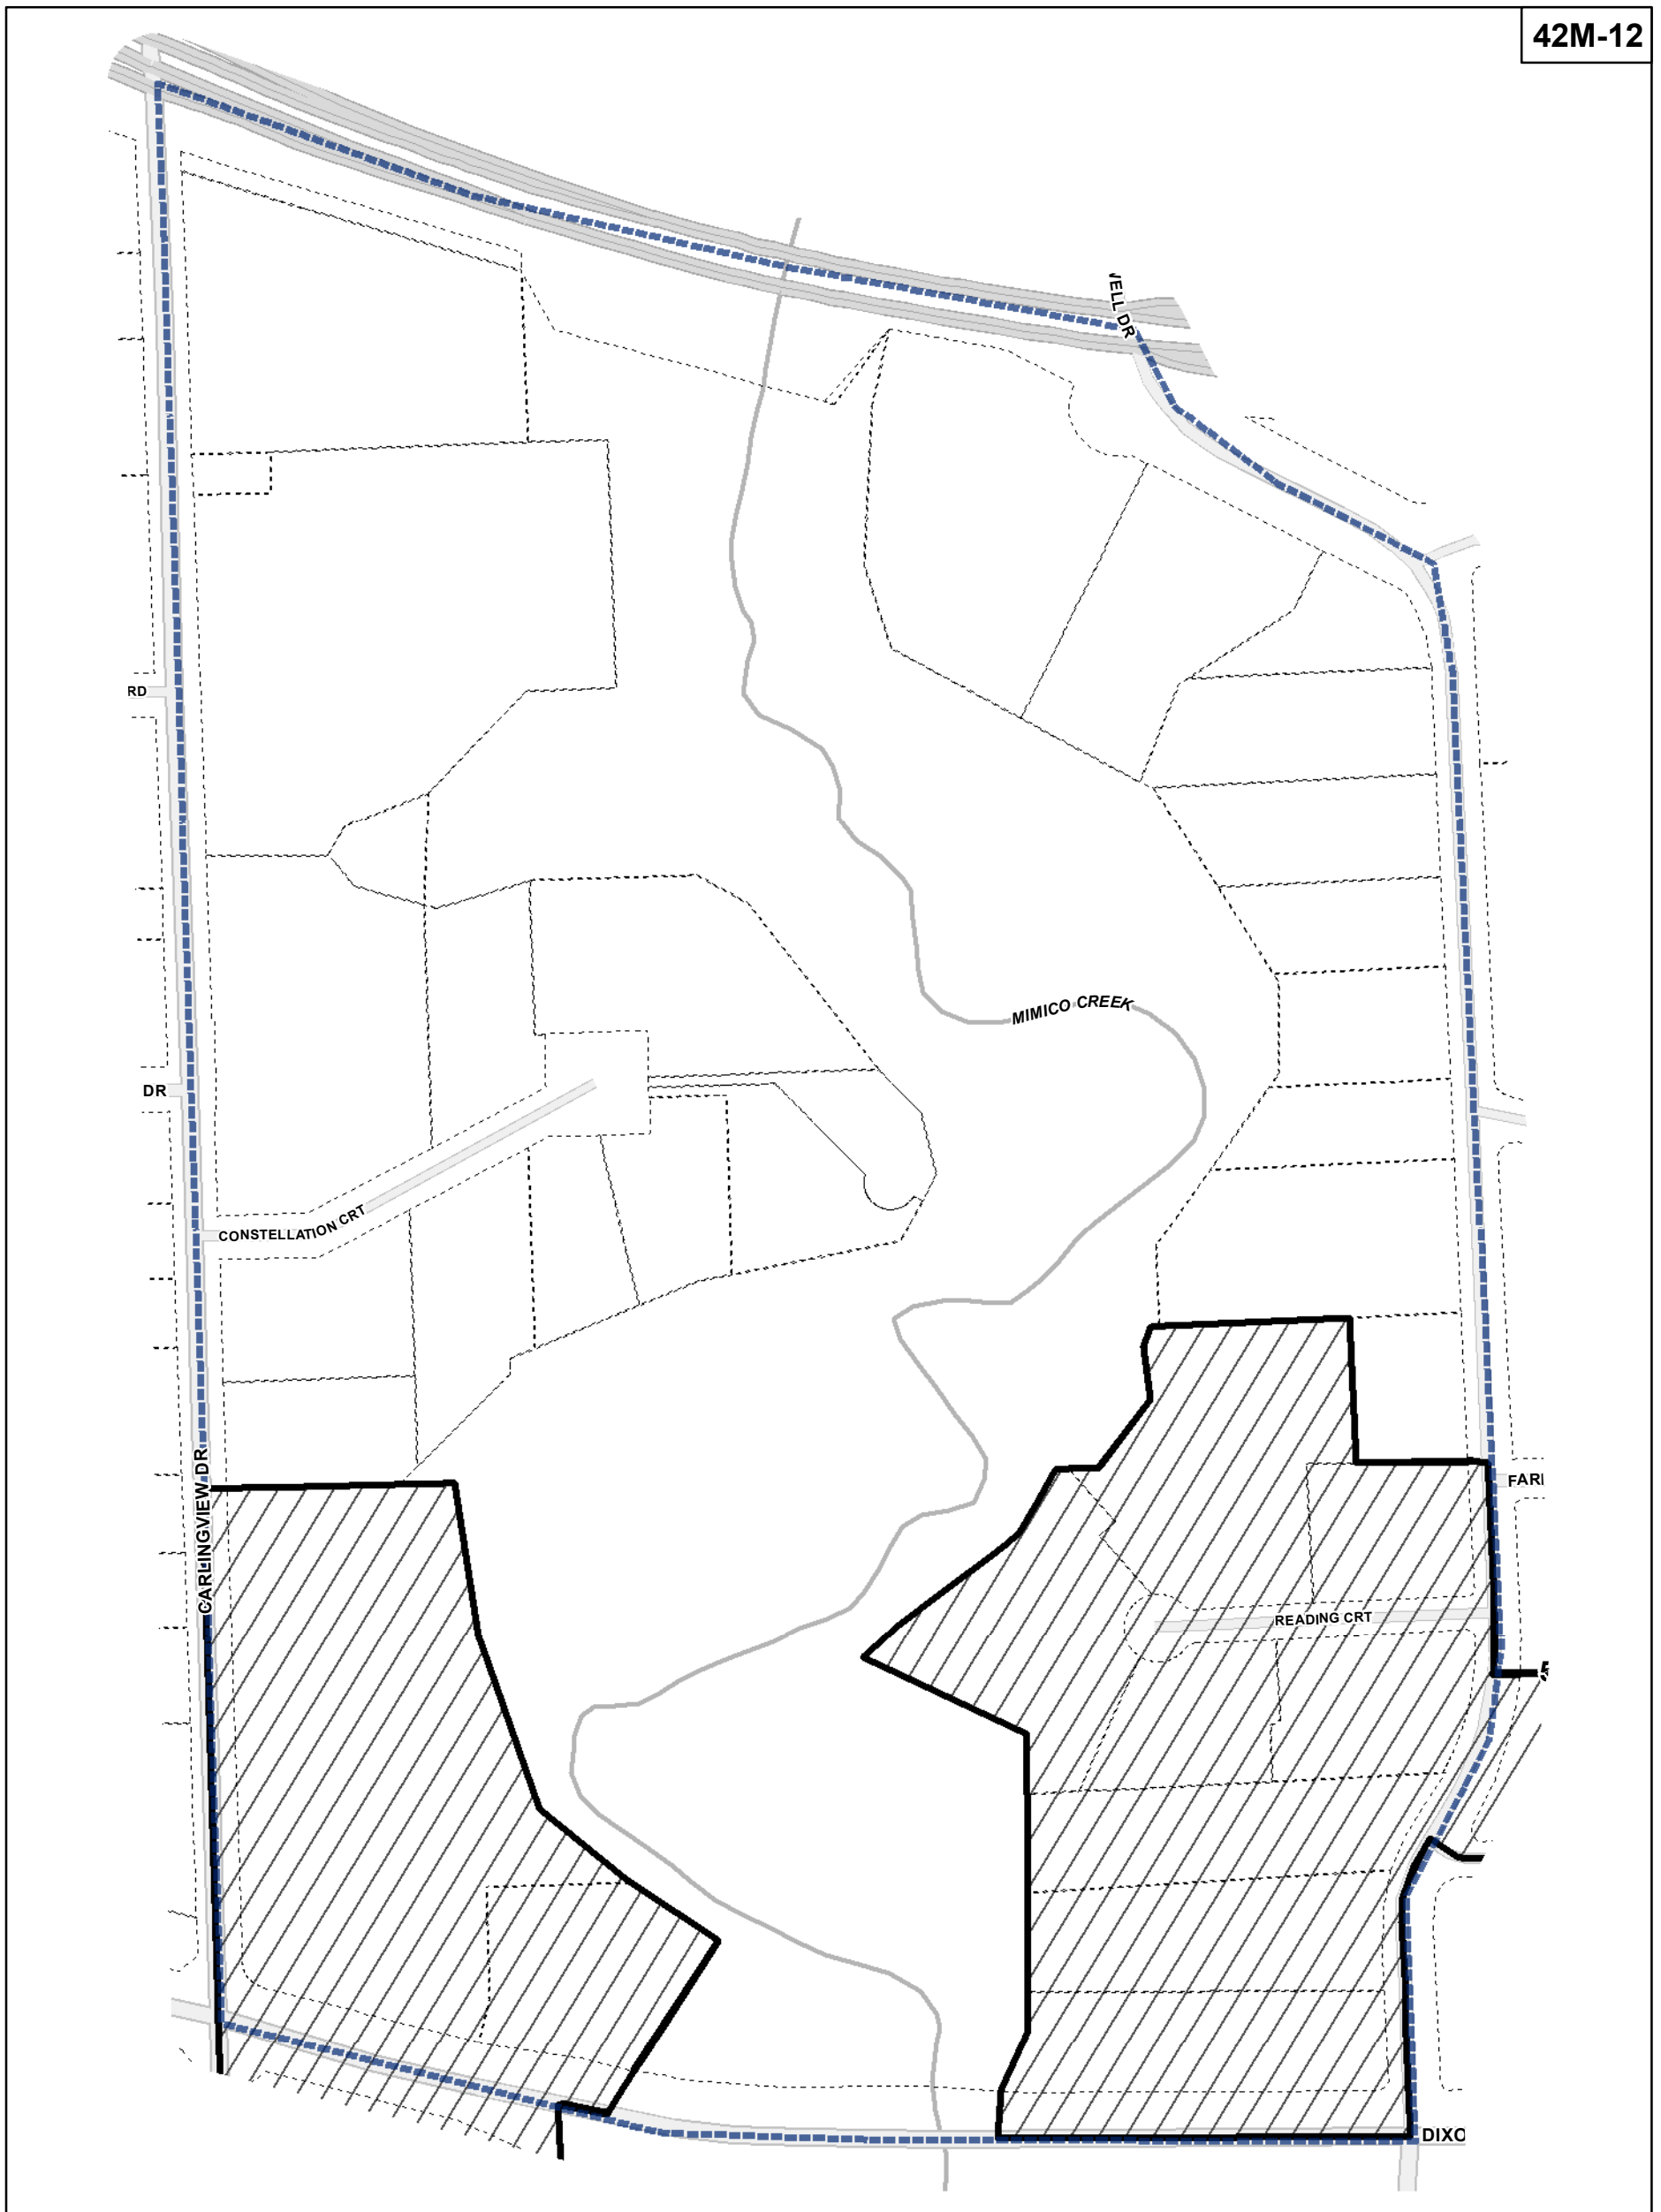 42M-12
VELL DR
RD
MIMICO CREEK
DR
CONSTELLATION CRT
CARLINGVIEW DR
FARI
READING CRT
DIXO